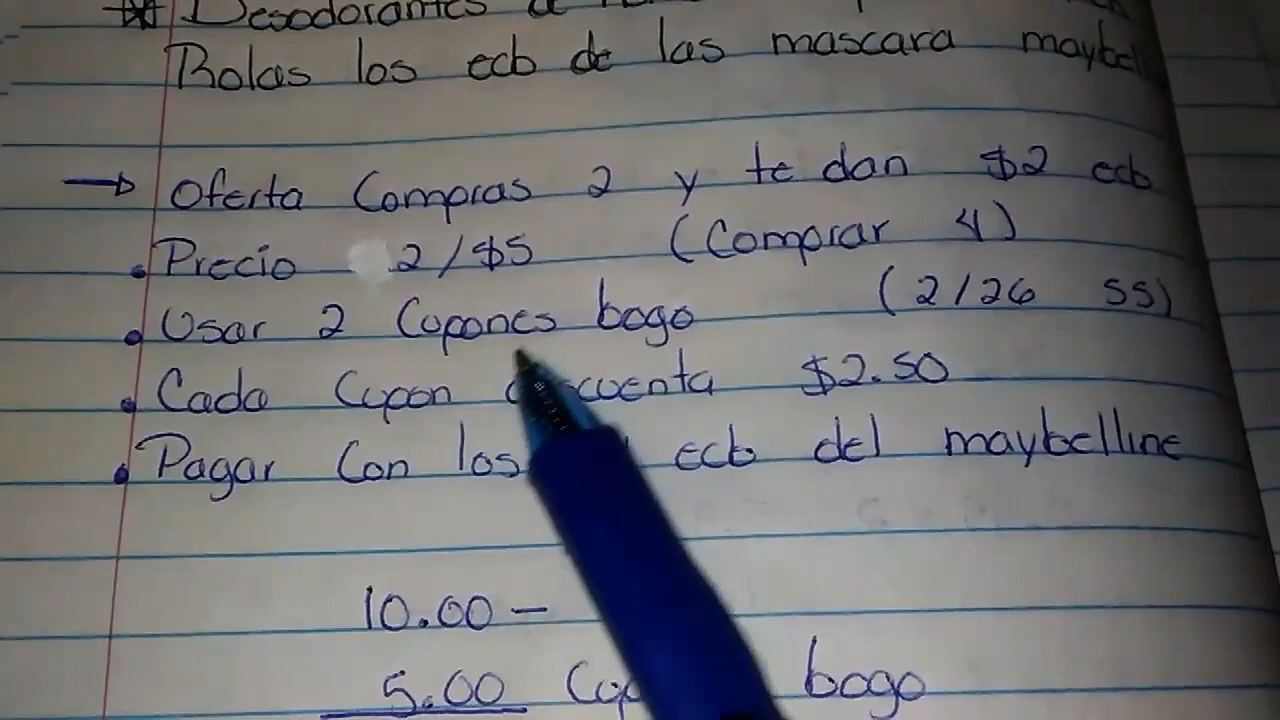 Desodorantes a
Rolas los ecb de las mascara
→ Oferta Compras 2 y te dan $2 ecb
• Precio 2/$5 (Comprar 4)
• Usar 2 Cupones bogo (2/26 SS)
• Cada Cupon $2.50
• Pagar Con los ecb del maybelline
10.00 -
5.00 bogo